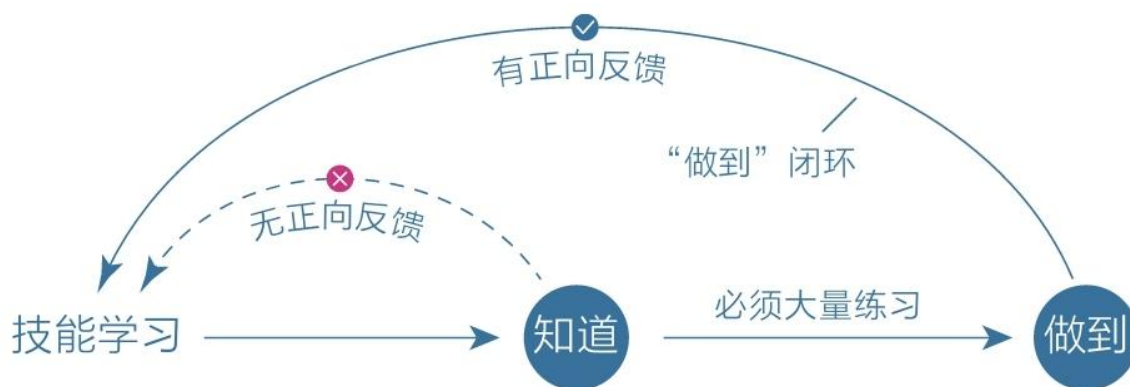 有正向反馈
“做到”闭环
无正向反馈
技能学习
知道
必须大量练习
做到